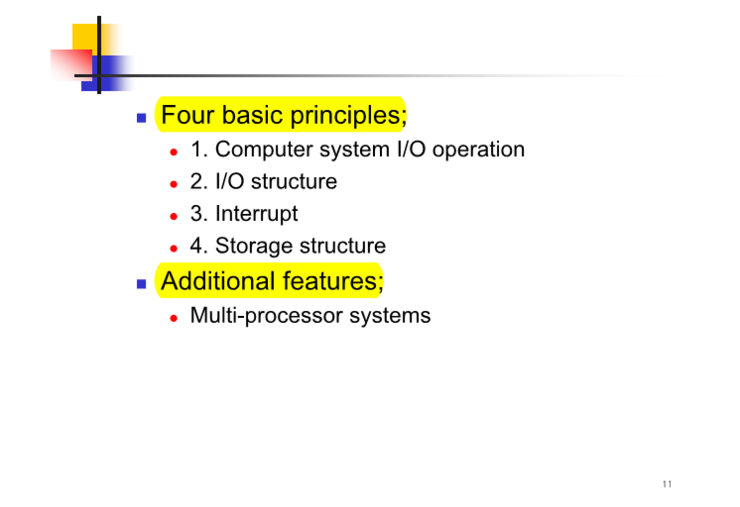 Four basic principles;
1. Computer system I/O operation
2. I/O structure
3. Interrupt
4. Storage structure
Additional features;
Multi-processor systems
11